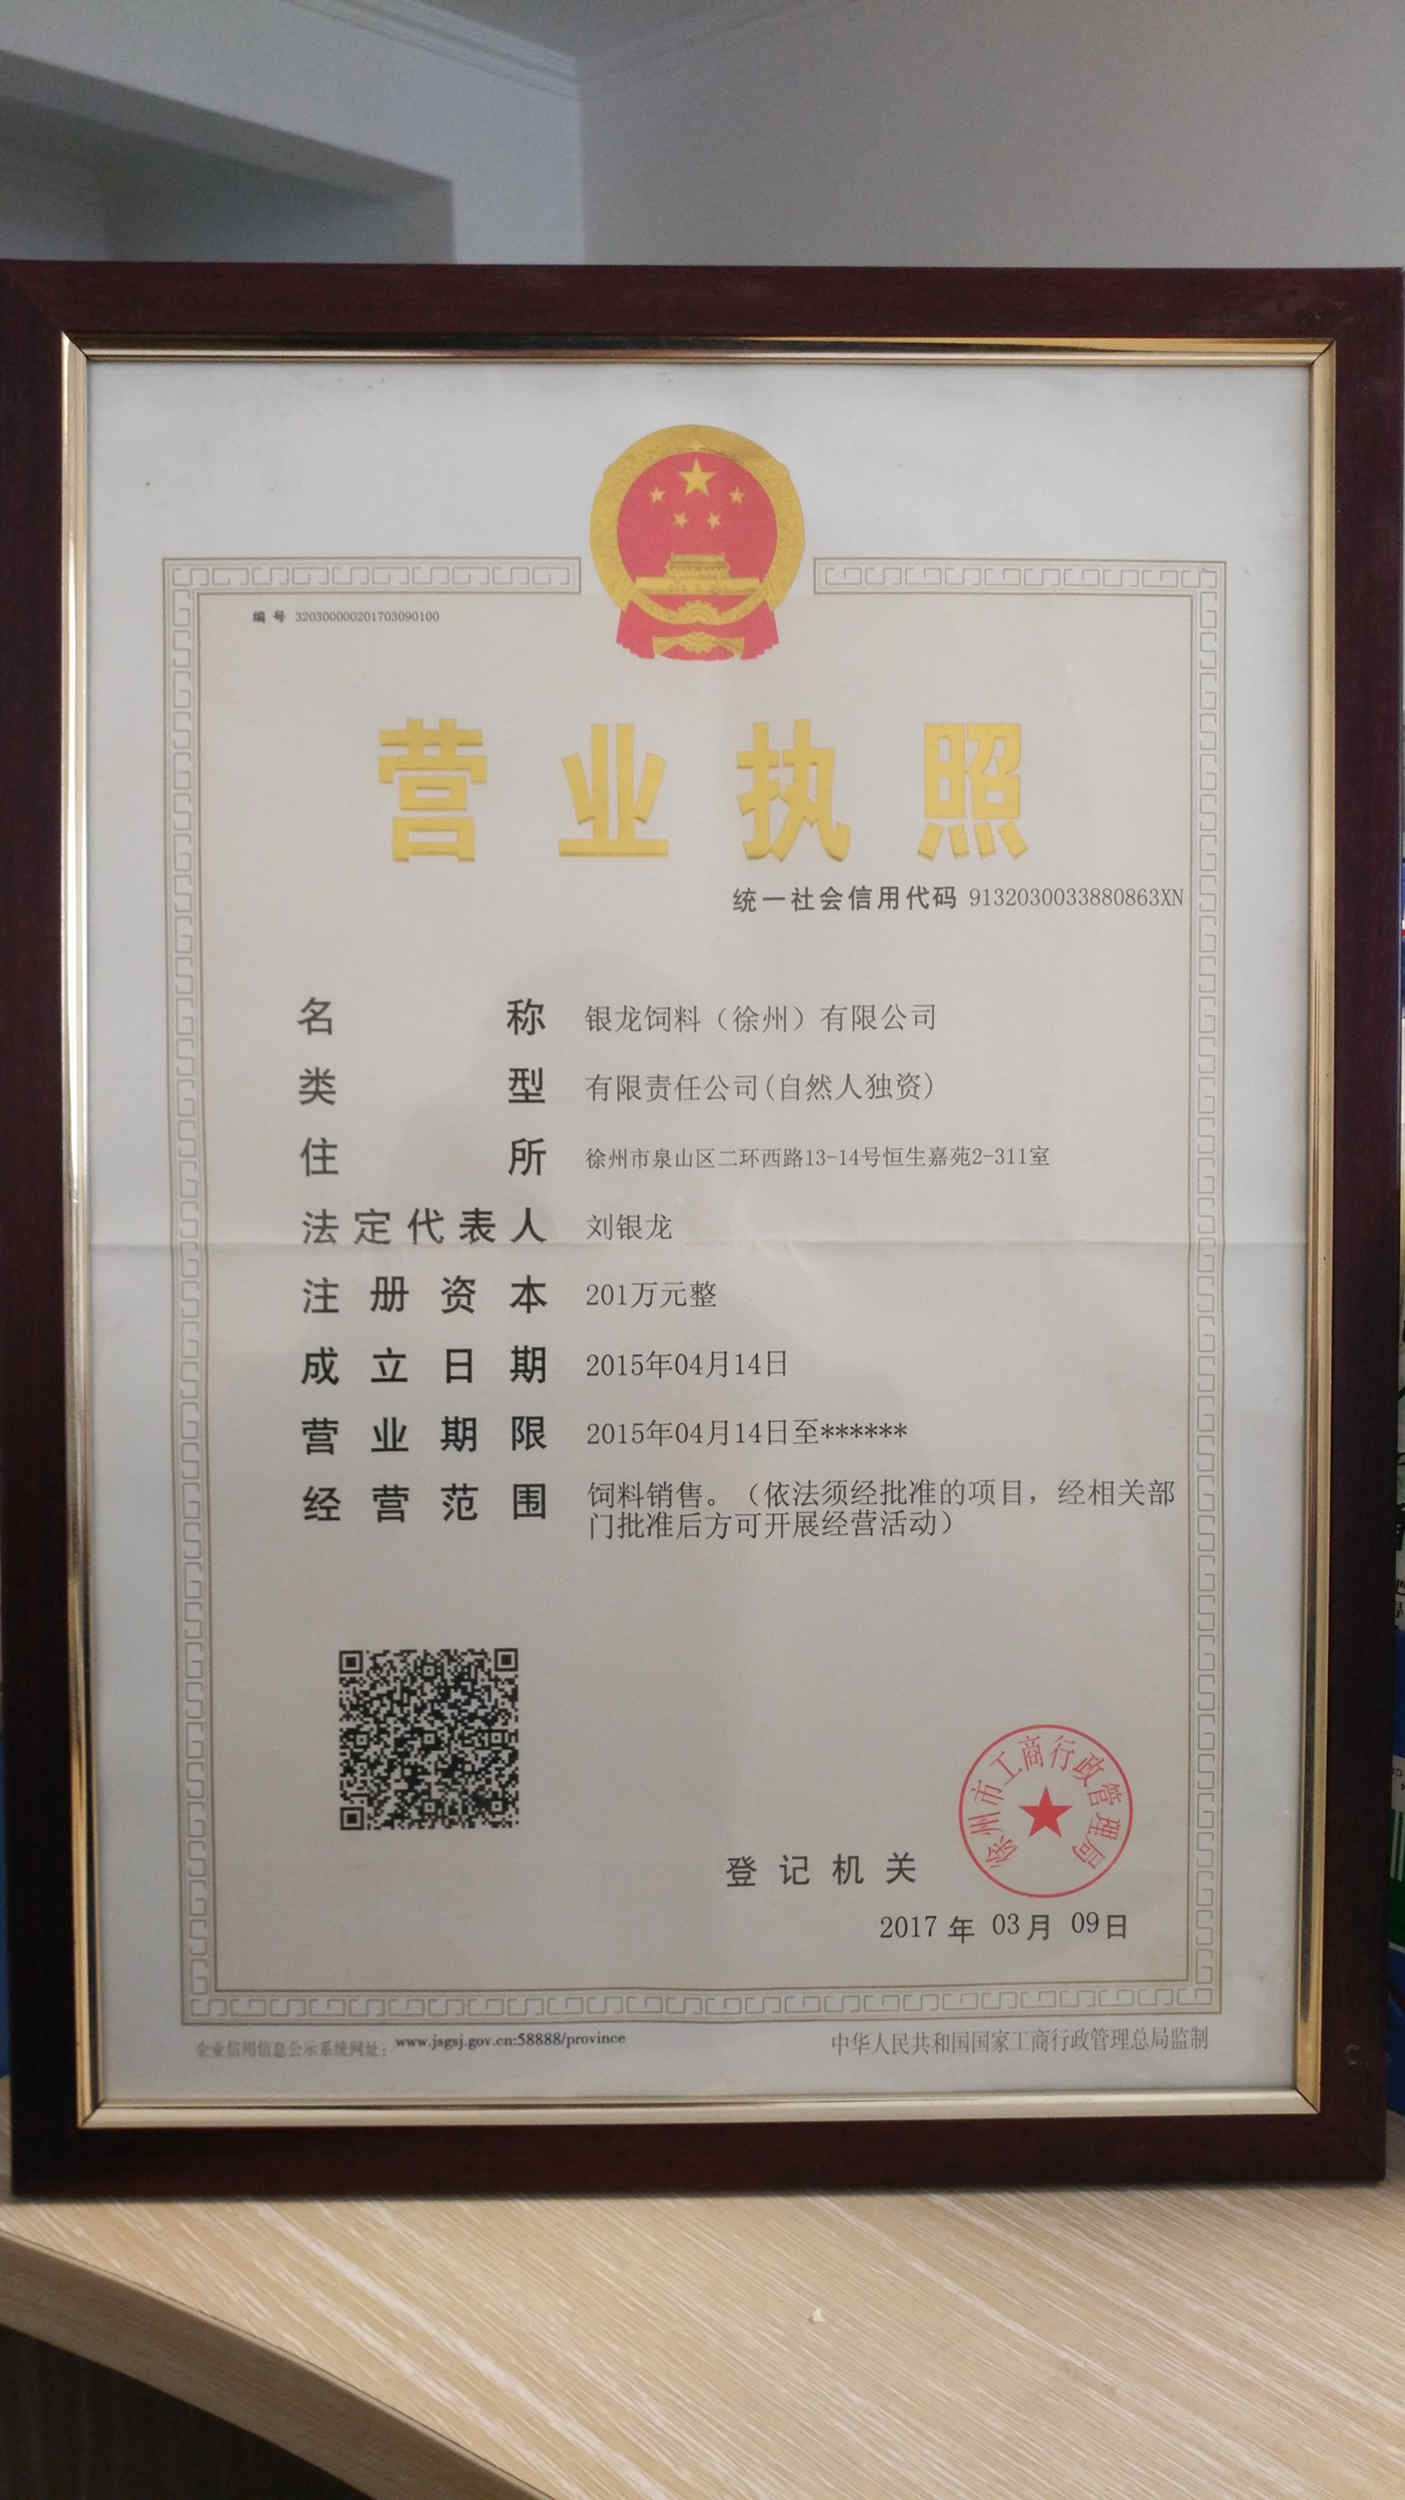 编号 320300000201703090100
营业执照
统一社会信用代码 9132030033880863XN
名称 银龙饲料（徐州）有限公司
类型 有限责任公司(自然人独资)
住所 徐州市泉山区二环西路13-14号恒生嘉苑2-311室
法定代表人 刘银龙
注册资本 201万元整
成立日期 2015年04月14日
营业期限 2015年04月14日至******
经营范围 饲料销售。（依法须经批准的项目，经相关部
门批准后方可开展经营活动）
徐州市工商行政管理局
登记机关
2017年03月09日
企业信用信息公示系统网址：www.jsgsj.gov.cn:58888/province
中华人民共和国国家工商行政管理总局监制